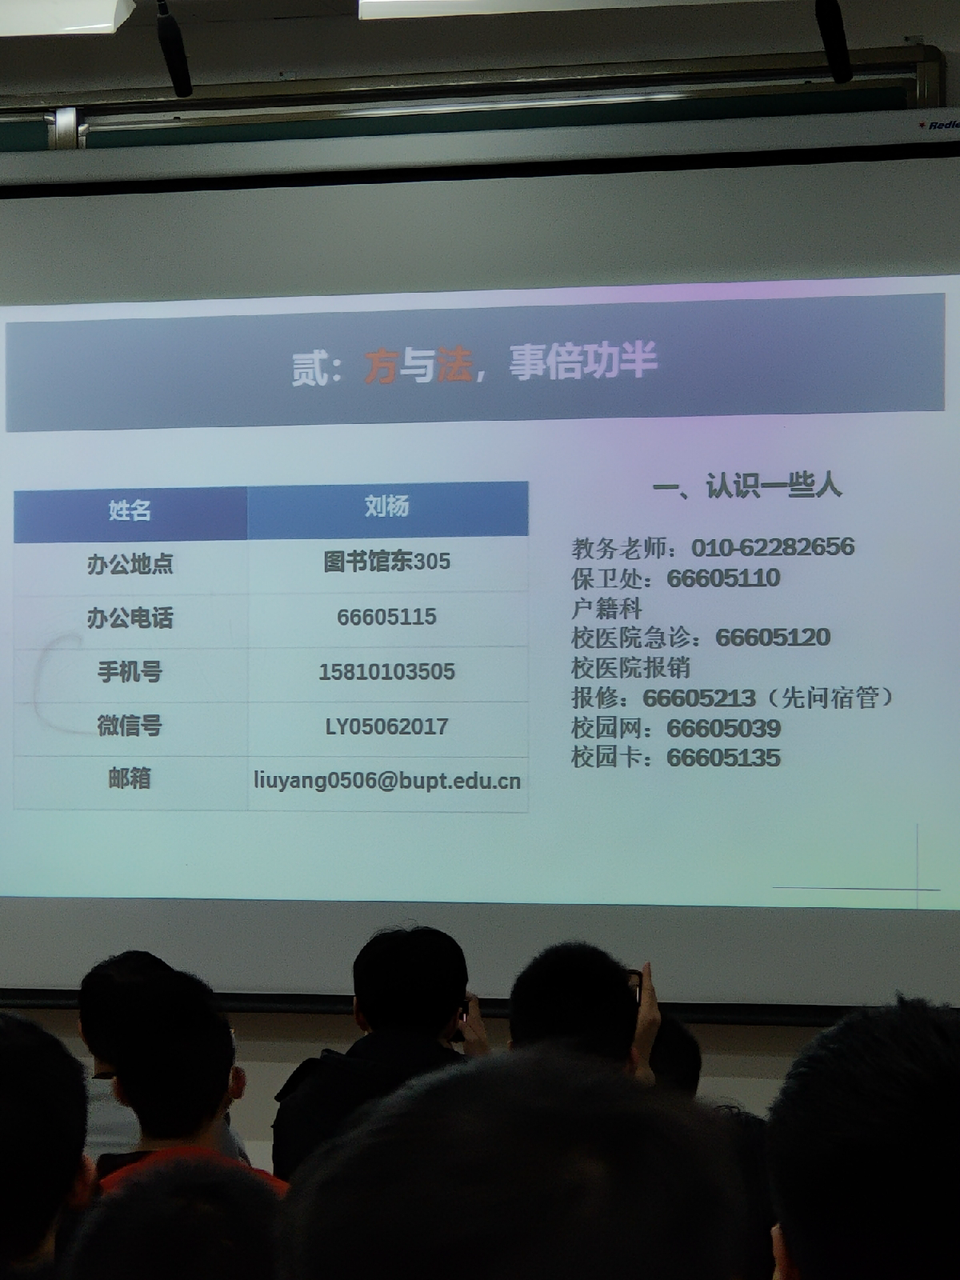 贰：方与法，事倍功半
姓名 刘杨
办公地点 图书馆东305
办公电话 66605115
手机号 15810103505
微信号 LY05062017
邮箱 liuyang0506@bupt.edu.cn
一、认识一些人
教务老师：010-62282656
保卫处：66605110
户籍科
校医院急诊：66605120
校医院报销
报修：66605213（先问宿管）
校园网：66605039
校园卡：66605135